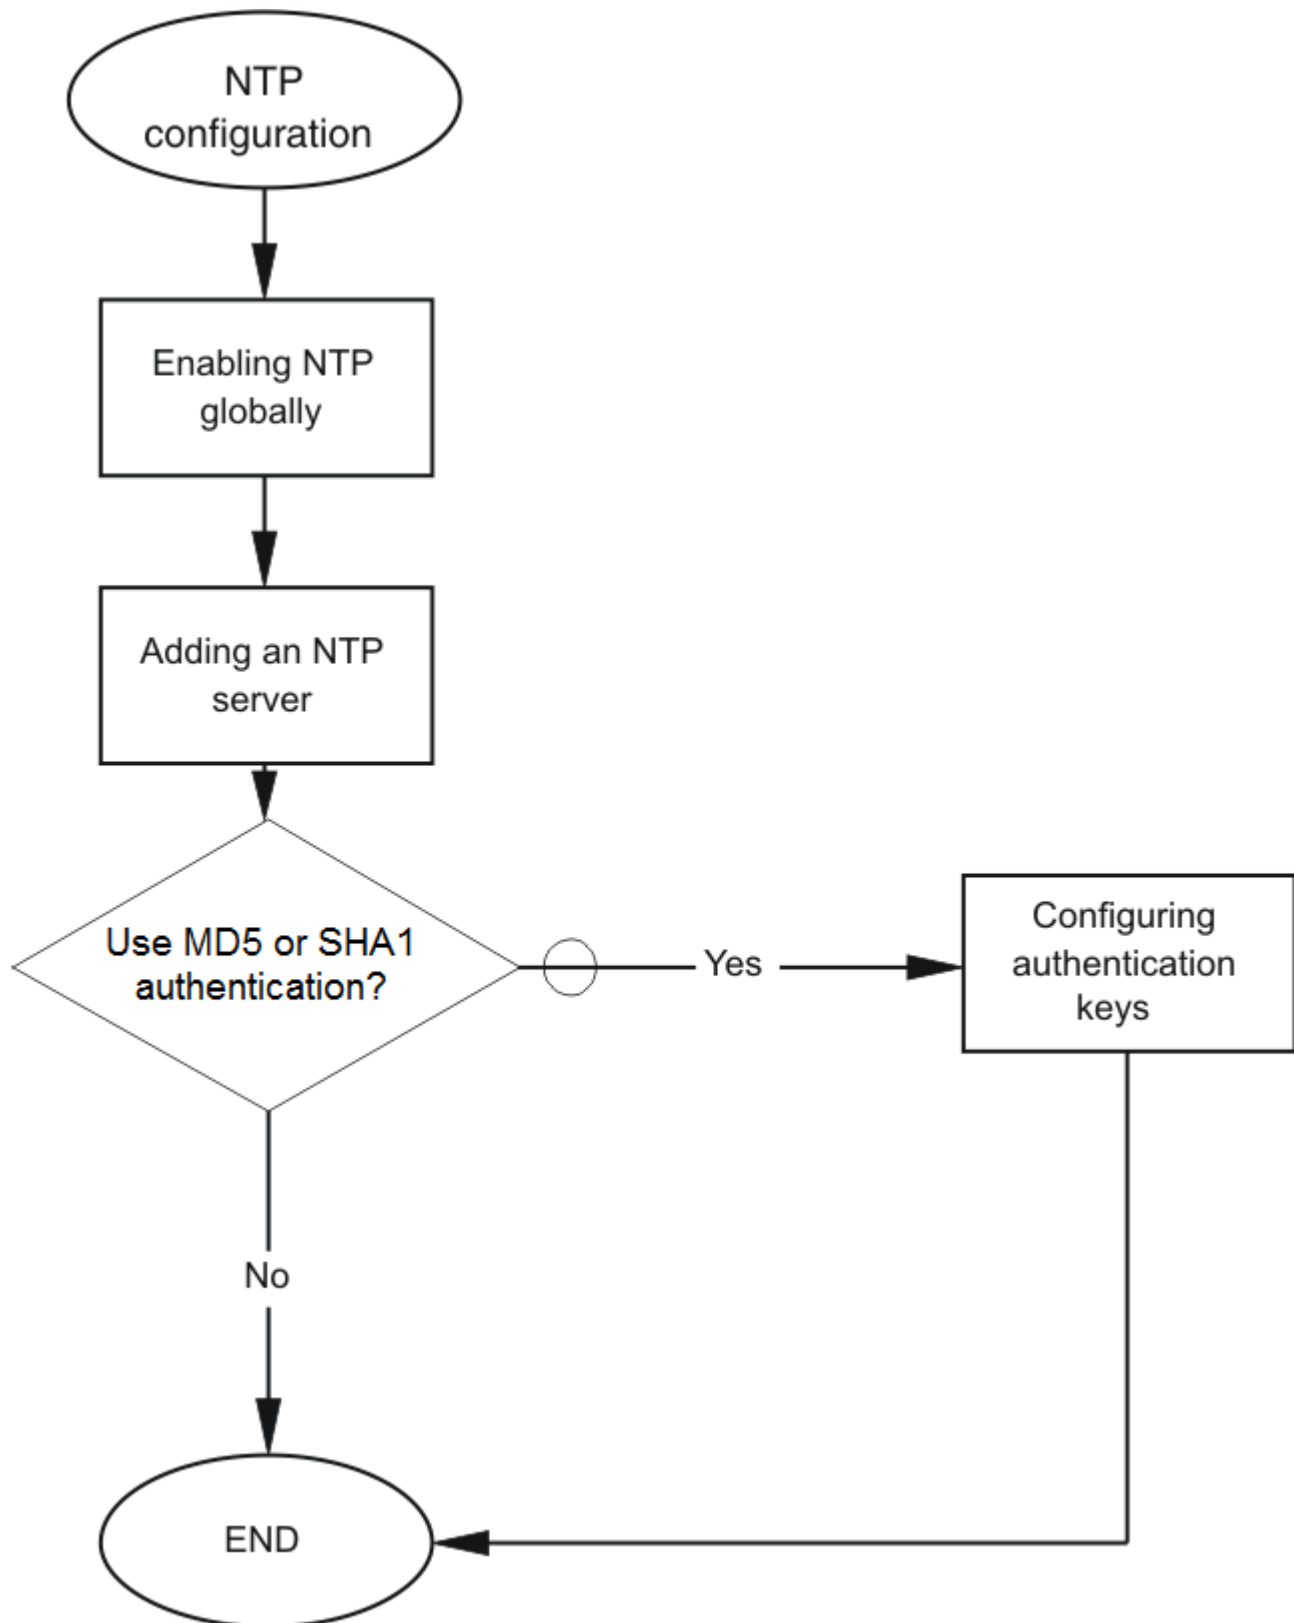 NTP
configuration
Enabling NTP
globally
Adding an NTP
server
Use MD5 or SHA1
authentication?
Yes
Configuring
authentication
keys
No
END